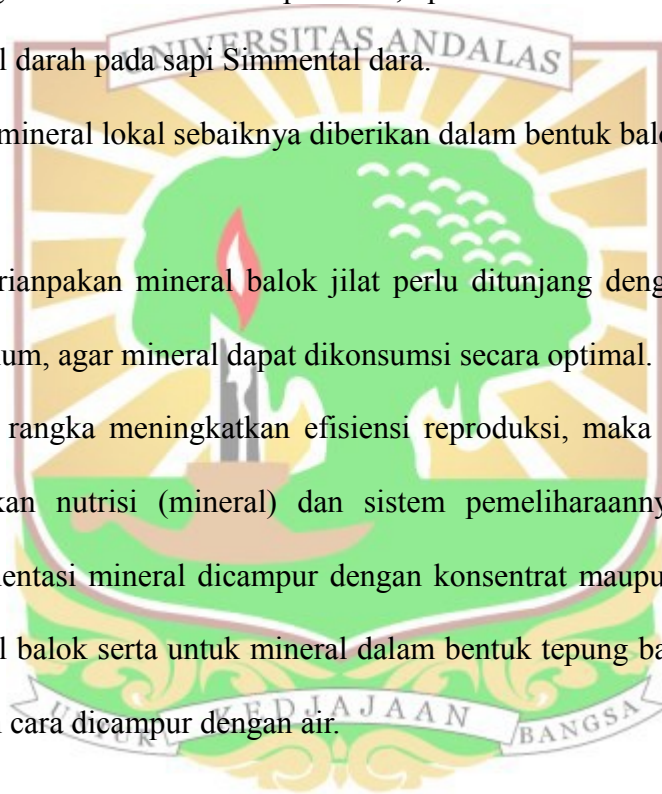 UNIVERSITAS ANDALAS
l darah pada sapi Simmental dara.
mineral lokal sebaiknya diberikan dalam bentuk balo
rianpakan mineral balok jilat perlu ditunjang deng
um, agar mineral dapat dikonsumsi secara optimal.
rangka meningkatkan efisiensi reproduksi, maka
kan nutrisi (mineral) dan sistem pemeliharaanny
entasi mineral dicampur dengan konsentrat maupu
l balok serta untuk mineral dalam bentuk tepung ba
cara dicampur dengan air.
UNTUK KEDJAJAAN BANGSA